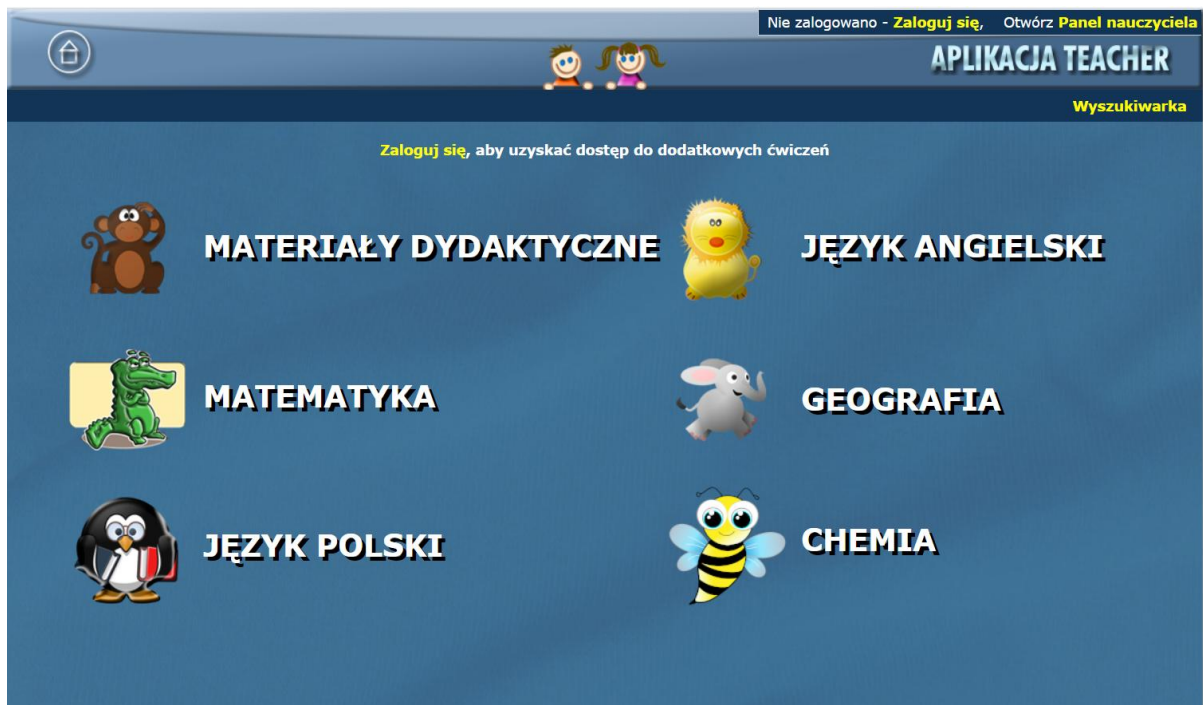 Nie zalogowano - Zaloguj się, Otwórz Panel nauczyciela
APLIKACJA TEACHER
Wyszukiwarka
Zaloguj się, aby uzyskać dostęp do dodatkowych ćwiczeń
MATERIAŁY DYDAKTYCZNE
JĘZYK ANGIELSKI
MATEMATYKA
GEOGRAFIA
JĘZYK POLSKI
CHEMIA